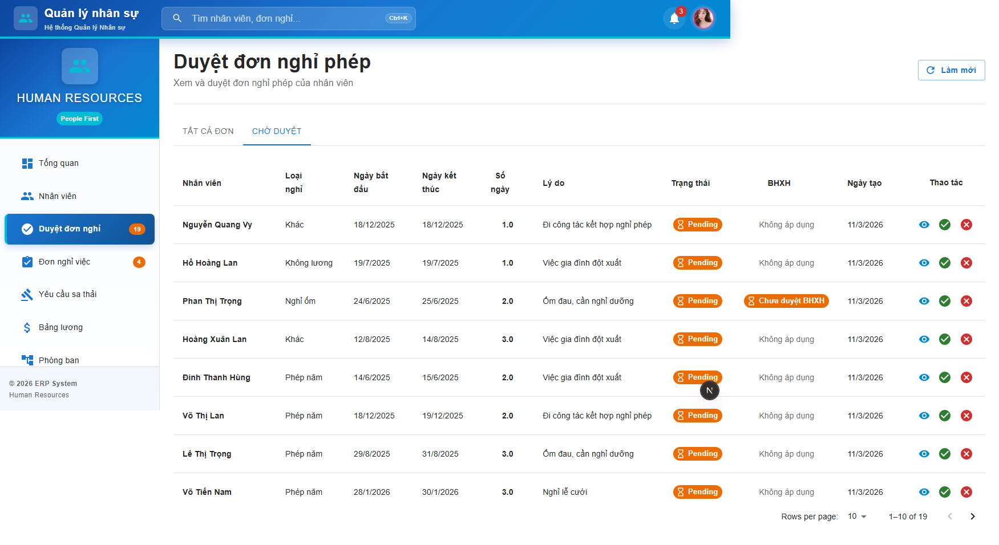 Quản lý nhân sự
Hệ thống Quản lý Nhân sự
Tìm nhân viên, đơn nghỉ...
Ctrl+K
3
HUMAN RESOURCES
People First
Tổng quan
Nhân viên
Duyệt đơn nghỉ 19
Đơn nghỉ việc 4
Yêu cầu sa thải
Bảng lương
Phòng ban
© 2026 ERP System
Human Resources
Duyệt đơn nghỉ phép
Xem và duyệt đơn nghỉ phép của nhân viên
Làm mới
TẤT CẢ ĐƠN CHỜ DUYỆT
Nhân viên Loại nghỉ Ngày bắt đầu Ngày kết thúc Số ngày Lý do Trạng thái BHXH Ngày tạo Thao tác
Nguyễn Quang Vy Khác 18/12/2025 18/12/2025 1.0 Đi công tác kết hợp nghỉ phép Pending Không áp dụng 11/3/2026
Hồ Hoàng Lan Không lương 19/7/2025 19/7/2025 1.0 Việc gia đình đột xuất Pending Không áp dụng 11/3/2026
Phan Thị Trọng Nghỉ ốm 24/6/2025 25/6/2025 2.0 Ốm đau, cần nghỉ dưỡng Pending Chưa duyệt BHXH 11/3/2026
Hoàng Xuân Lan Khác 12/8/2025 14/8/2025 3.0 Việc gia đình đột xuất Pending Không áp dụng 11/3/2026
Đinh Thanh Hùng Phép năm 14/6/2025 15/6/2025 2.0 Việc gia đình đột xuất Pending Không áp dụng 11/3/2026
N
Võ Thị Lan Phép năm 18/12/2025 19/12/2025 2.0 Đi công tác kết hợp nghỉ phép Pending Không áp dụng 11/3/2026
Lê Thị Trọng Phép năm 29/8/2025 31/8/2025 3.0 Ốm đau, cần nghỉ dưỡng Pending Không áp dụng 11/3/2026
Võ Tiến Nam Phép năm 28/1/2026 30/1/2026 3.0 Nghỉ lễ cưới Pending Không áp dụng 11/3/2026
Rows per page: 10 1–10 of 19